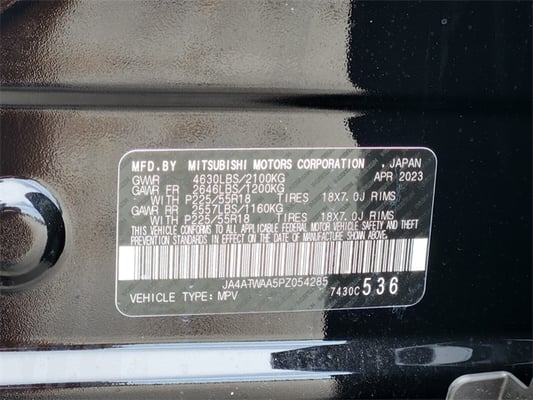 MFD.BY MITSUBISHI MOTORS CORPORATION , JAPAN
GVWR 4630LBS/2100KG APR 2023
GAWR FR 2646LBS/1200KG
WITH P225/55R18 TIRES 18X7.0J RIMS
GAWR RR 2557LBS/1160KG
WITH P225/55R18 TIRES 18X7.0J RIMS
THIS VEHICLE CONFORMS TO ALL APPLICABLE U.S. FEDERAL MOTOR VEHICLE SAFETY AND THEFT
PREVENTION STANDARDS IN EFFECT ON THE DATE OF MANUFACTURE SHOWN ABOVE.
JA4ATWAA5PZ054285
VEHICLE TYPE: MPV 7430C 536